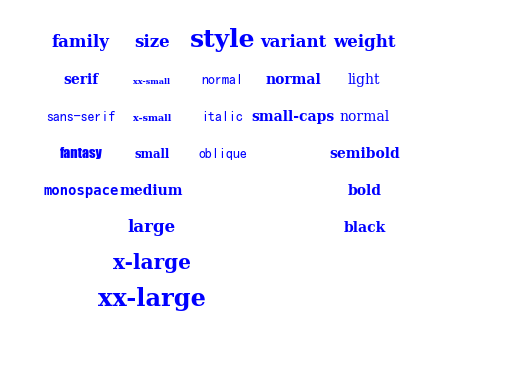 family size style variant weight
serif xx-small normal normal light
sans-serif x-small italic small-caps normal
fantasy small oblique semibold
monospace medium bold
large black
x-large
xx-large